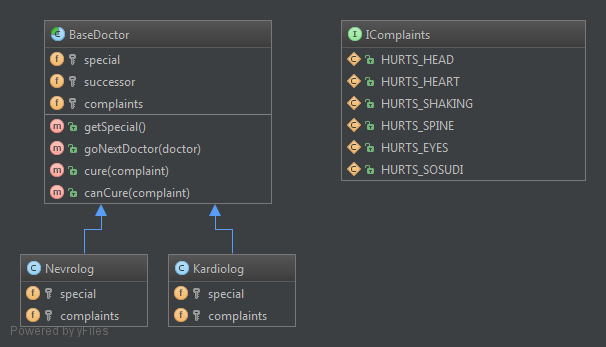 BaseDoctor
special
successor
complaints
getSpecial()
goNextDoctor(doctor)
cure(complaint)
canCure(complaint)
IComplaints
HURTS_HEAD
HURTS_HEART
HURTS_SHAKING
HURTS_SPINE
HURTS_EYES
HURTS_SOSUDI
Nevrolog
special
complaints
Kardiolog
special
complaints
Powered by yFiles